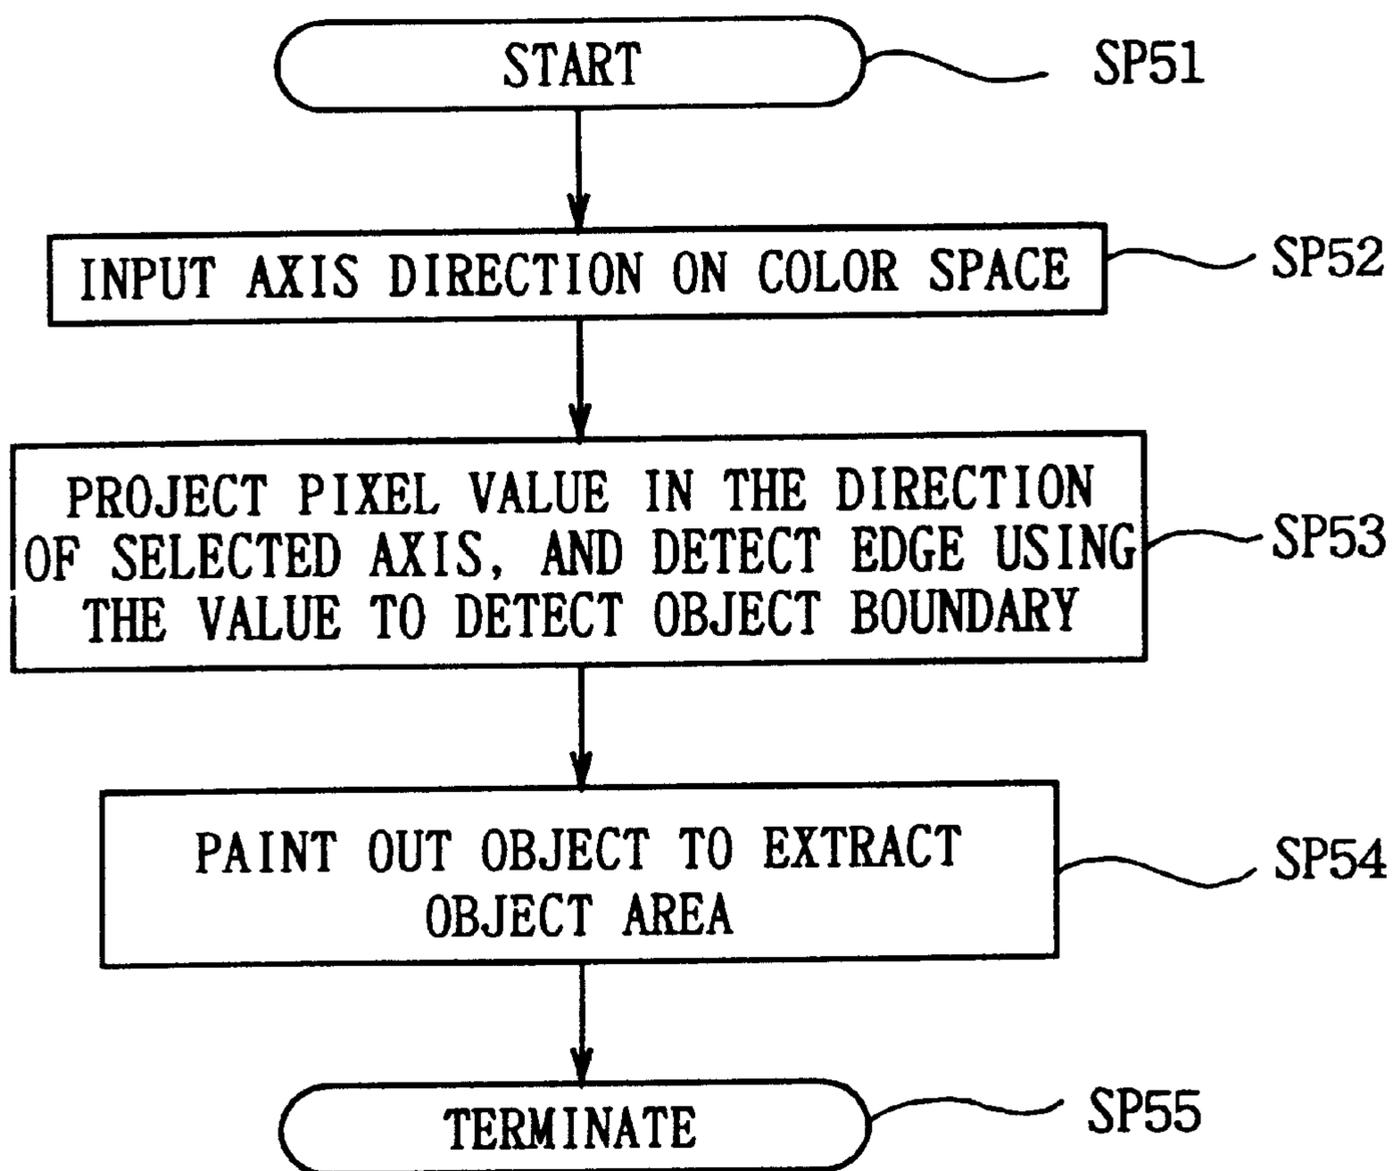 START
SP51
INPUT AXIS DIRECTION ON COLOR SPACE
SP52
PROJECT PIXEL VALUE IN THE DIRECTION
OF SELECTED AXIS, AND DETECT EDGE USING
THE VALUE TO DETECT OBJECT BOUNDARY
SP53
PAINT OUT OBJECT TO EXTRACT
OBJECT AREA
SP54
TERMINATE
SP55